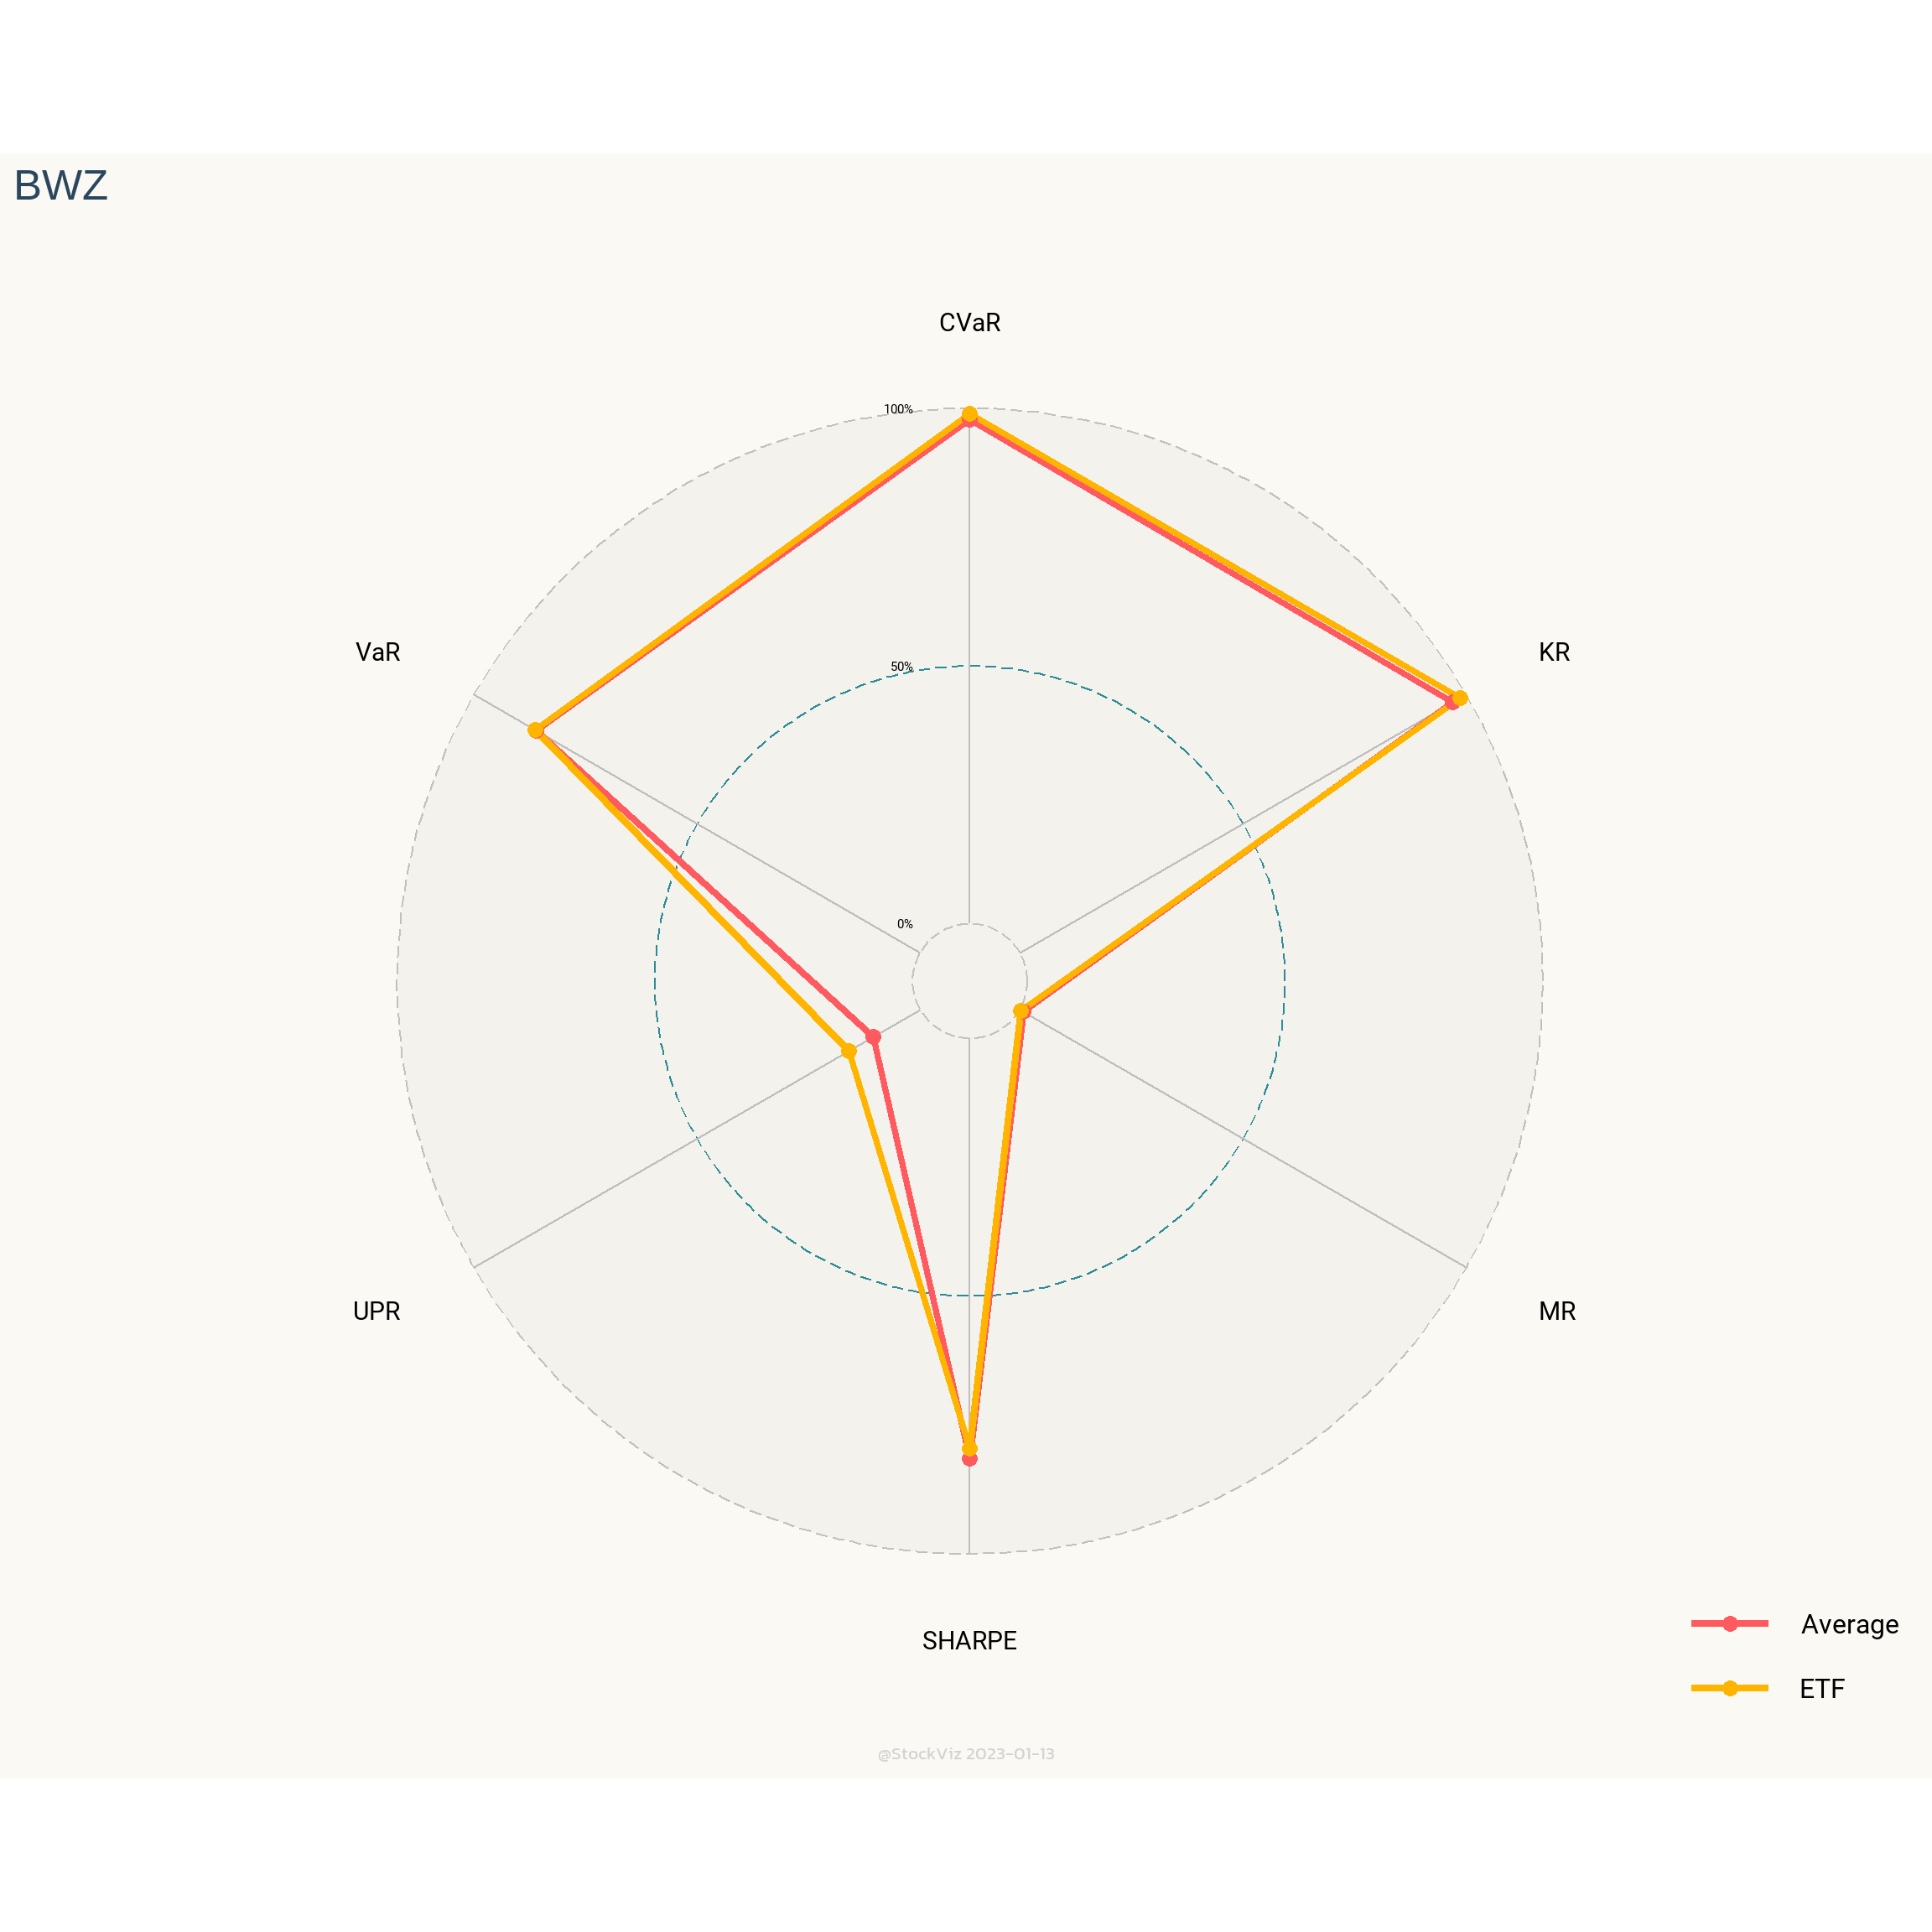 BWZ
CVaR
100%
VaR
50%
KR
0%
UPR
MR
SHARPE
Average
ETF
@StockViz 2023-01-13